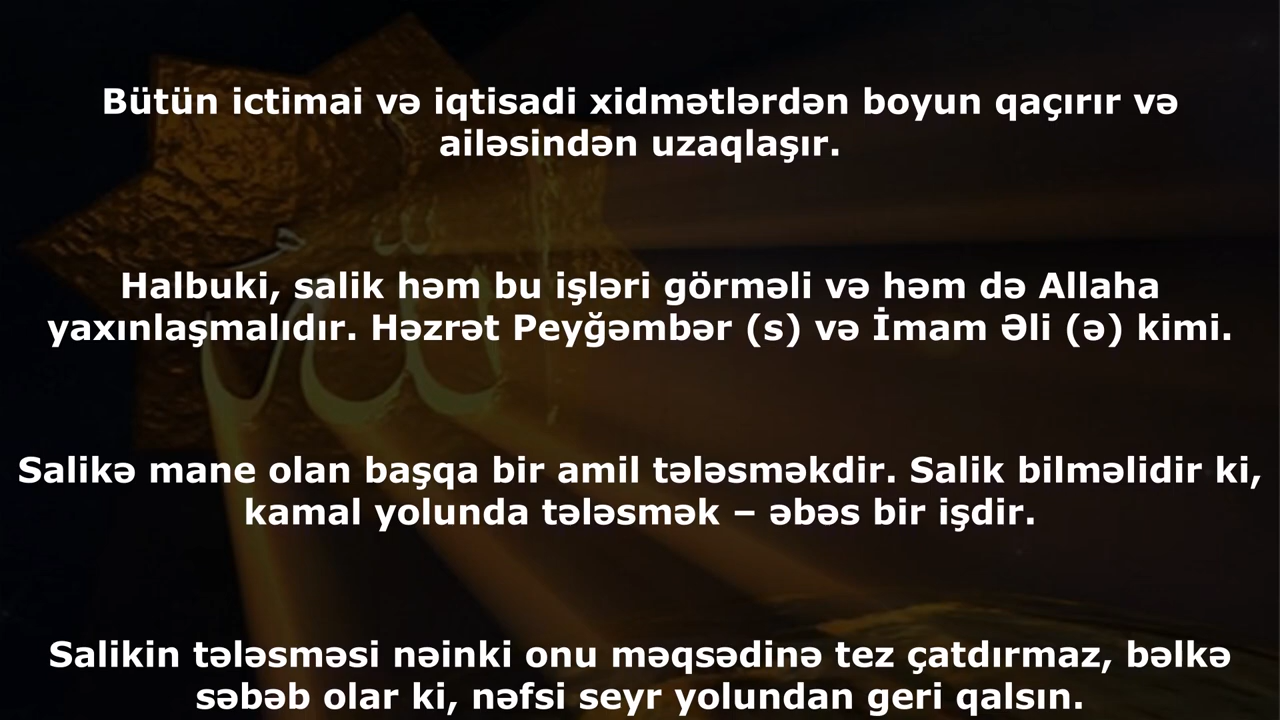 Bütün ictimai və iqtisadi xidmətlərdən boyun qaçırır və
ailəsindən uzaqlaşır.
Halbuki, salik həm bu işləri görməli və həm də Allaha
yaxınlaşmalıdır. Həzrət Peyğəmbər (s) və İmam Əli (ə) kimi.
Salikə mane olan başqa bir amil tələsməkdir. Salik bilməlidir ki,
kamal yolunda tələsmək – əbəs bir işdir.
Salikin tələsməsi nəinki onu məqsədinə tez çatdırmaz, bəlkə
səbəb olar ki, nəfsi seyr yolundan geri qalsın.
الله